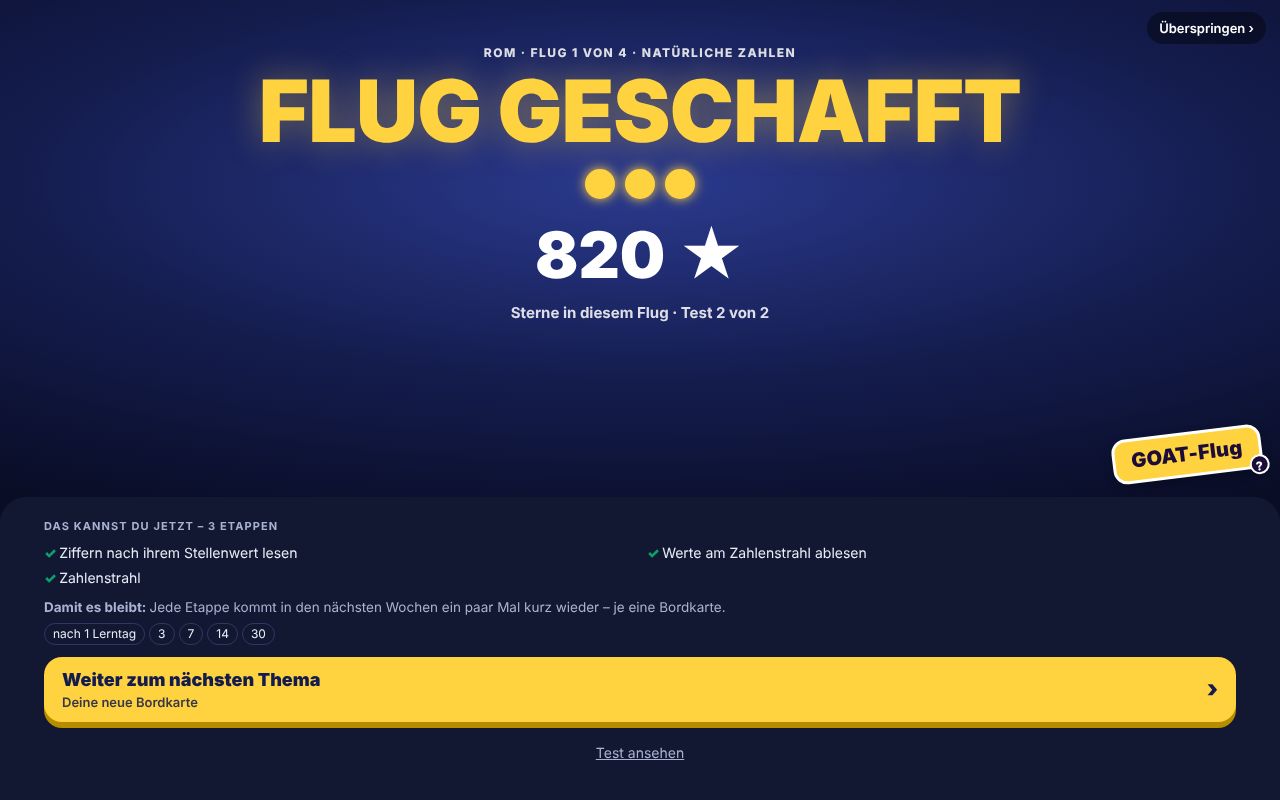 Überspringen ›
ROM · FLUG 1 VON 4 · NATÜRLICHE ZAHLEN
FLUG GESCHAFFT
820 ★
Sterne in diesem Flug · Test 2 von 2
GOAT-Flug
?
DAS KANNST DU JETZT – 3 ETAPPEN
✓ Ziffern nach ihrem Stellenwert lesen
✓ Werte am Zahlenstrahl ablesen
✓ Zahlenstrahl
Damit es bleibt: Jede Etappe kommt in den nächsten Wochen ein paar Mal kurz wieder – je eine Bordkarte.
nach 1 Lerntag 3 7 14 30
Weiter zum nächsten Thema ›
Deine neue Bordkarte
Test ansehen